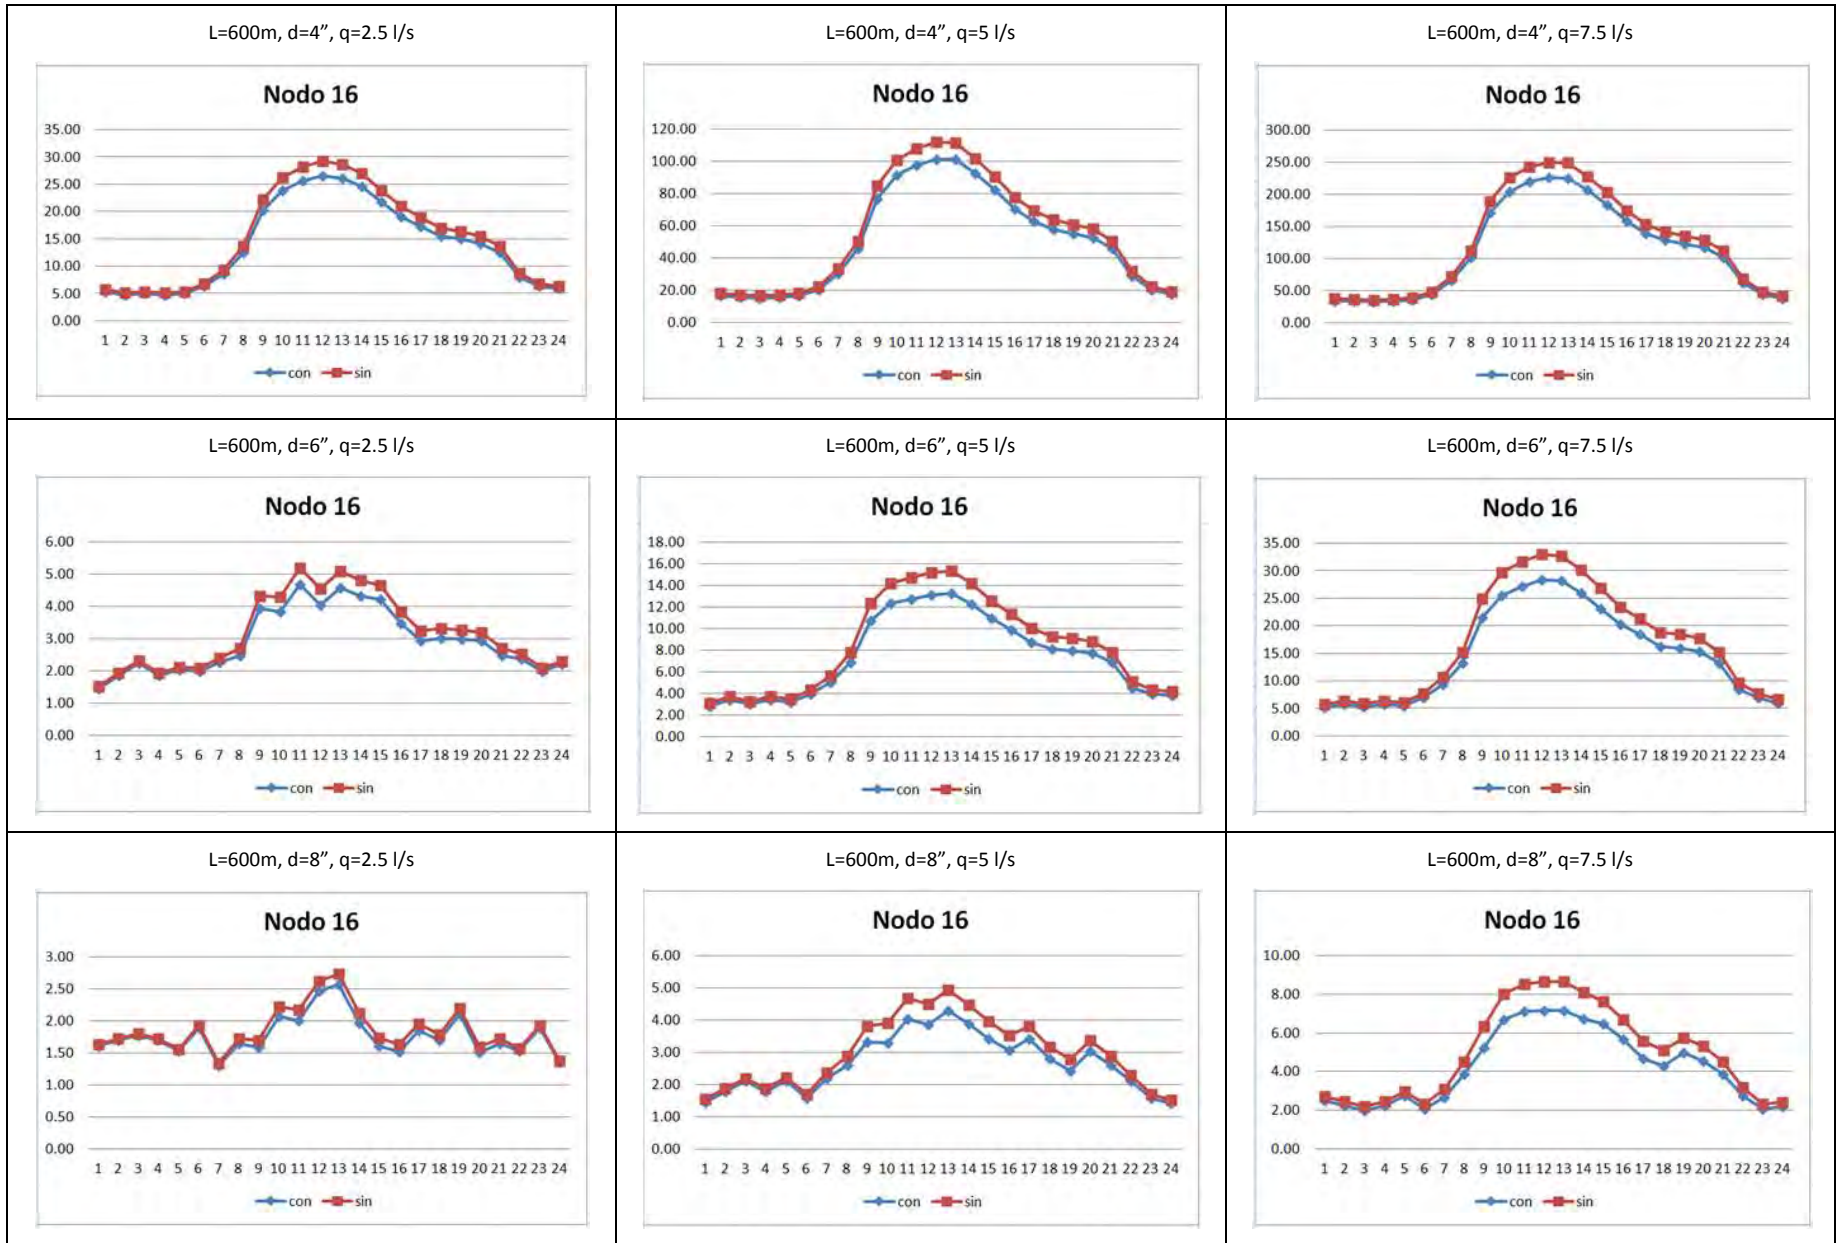 L=600m, d=4”, q=2.5 l/s
Nodo 16
35.00
30.00
25.00
20.00
15.00
10.00
5.00
0.00
1 2 3 4 5 6 7 8 9 10 11 12 13 14 15 16 17 18 19 20 21 22 23 24
con sin
L=600m, d=4”, q=5 l/s
Nodo 16
120.00
100.00
80.00
60.00
40.00
20.00
0.00
1 2 3 4 5 6 7 8 9 10 11 12 13 14 15 16 17 18 19 20 21 22 23 24
con sin
L=600m, d=4”, q=7.5 l/s
Nodo 16
300.00
250.00
200.00
150.00
100.00
50.00
0.00
1 2 3 4 5 6 7 8 9 10 11 12 13 14 15 16 17 18 19 20 21 22 23 24
con sin
L=600m, d=6”, q=2.5 l/s
Nodo 16
6.00
5.00
4.00
3.00
2.00
1.00
0.00
1 2 3 4 5 6 7 8 9 10 11 12 13 14 15 16 17 18 19 20 21 22 23 24
con sin
L=600m, d=6”, q=5 l/s
Nodo 16
18.00
16.00
14.00
12.00
10.00
8.00
6.00
4.00
2.00
0.00
1 2 3 4 5 6 7 8 9 10 11 12 13 14 15 16 17 18 19 20 21 22 23 24
con sin
L=600m, d=6”, q=7.5 l/s
Nodo 16
35.00
30.00
25.00
20.00
15.00
10.00
5.00
0.00
1 2 3 4 5 6 7 8 9 10 11 12 13 14 15 16 17 18 19 20 21 22 23 24
con sin
L=600m, d=8”, q=2.5 l/s
Nodo 16
3.00
2.50
2.00
1.50
1.00
0.50
0.00
1 2 3 4 5 6 7 8 9 10 11 12 13 14 15 16 17 18 19 20 21 22 23 24
con sin
L=600m, d=8”, q=5 l/s
Nodo 16
6.00
5.00
4.00
3.00
2.00
1.00
0.00
1 2 3 4 5 6 7 8 9 10 11 12 13 14 15 16 17 18 19 20 21 22 23 24
con sin
L=600m, d=8”, q=7.5 l/s
Nodo 16
10.00
8.00
6.00
4.00
2.00
0.00
1 2 3 4 5 6 7 8 9 10 11 12 13 14 15 16 17 18 19 20 21 22 23 24
con sin